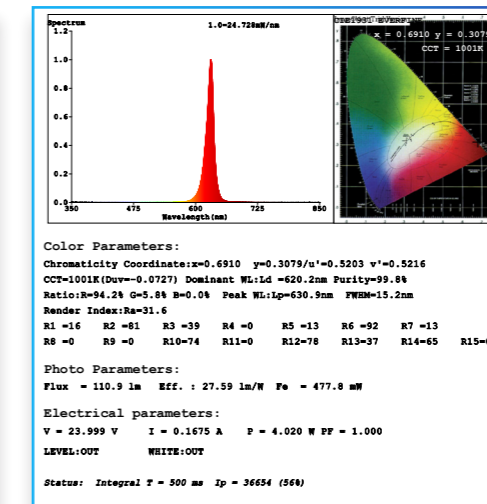 Spectrum
1.0=24.728mW/nm
1.2
1.0
0.8
0.6
0.4
0.2
0.0
350 475 600 725 850
Wavelength(nm)
CIE1931 EVERFINE
x = 0.6910 y = 0.3079
CCT = 1001K
Color Parameters:
Chromaticity Coordinate:x=0.6910 y=0.3079/u'=0.5203 v'=0.5216
CCT=1001K(Duv=-0.0727) Dominant WL:Ld =620.2nm Purity=99.8%
Ratio:R=94.2% G=5.8% B=0.0% Peak WL:Lp=630.9nm FWHM=15.2nm
Render Index:Ra=31.6
R1 =16 R2 =81 R3 =39 R4 =0 R5 =13 R6 =92 R7 =13
R8 =0 R9 =0 R10=74 R11=0 R12=78 R13=37 R14=65 R15=
Photo Parameters:
Flux = 110.9 lm Eff. : 27.59 lm/W Fe = 477.8 mW
Electrical parameters:
V = 23.999 V I = 0.1675 A P = 4.020 W PF = 1.000
LEVEL:OUT WHITE:OUT
Status: Integral T = 500 ms Ip = 36654 (56%)